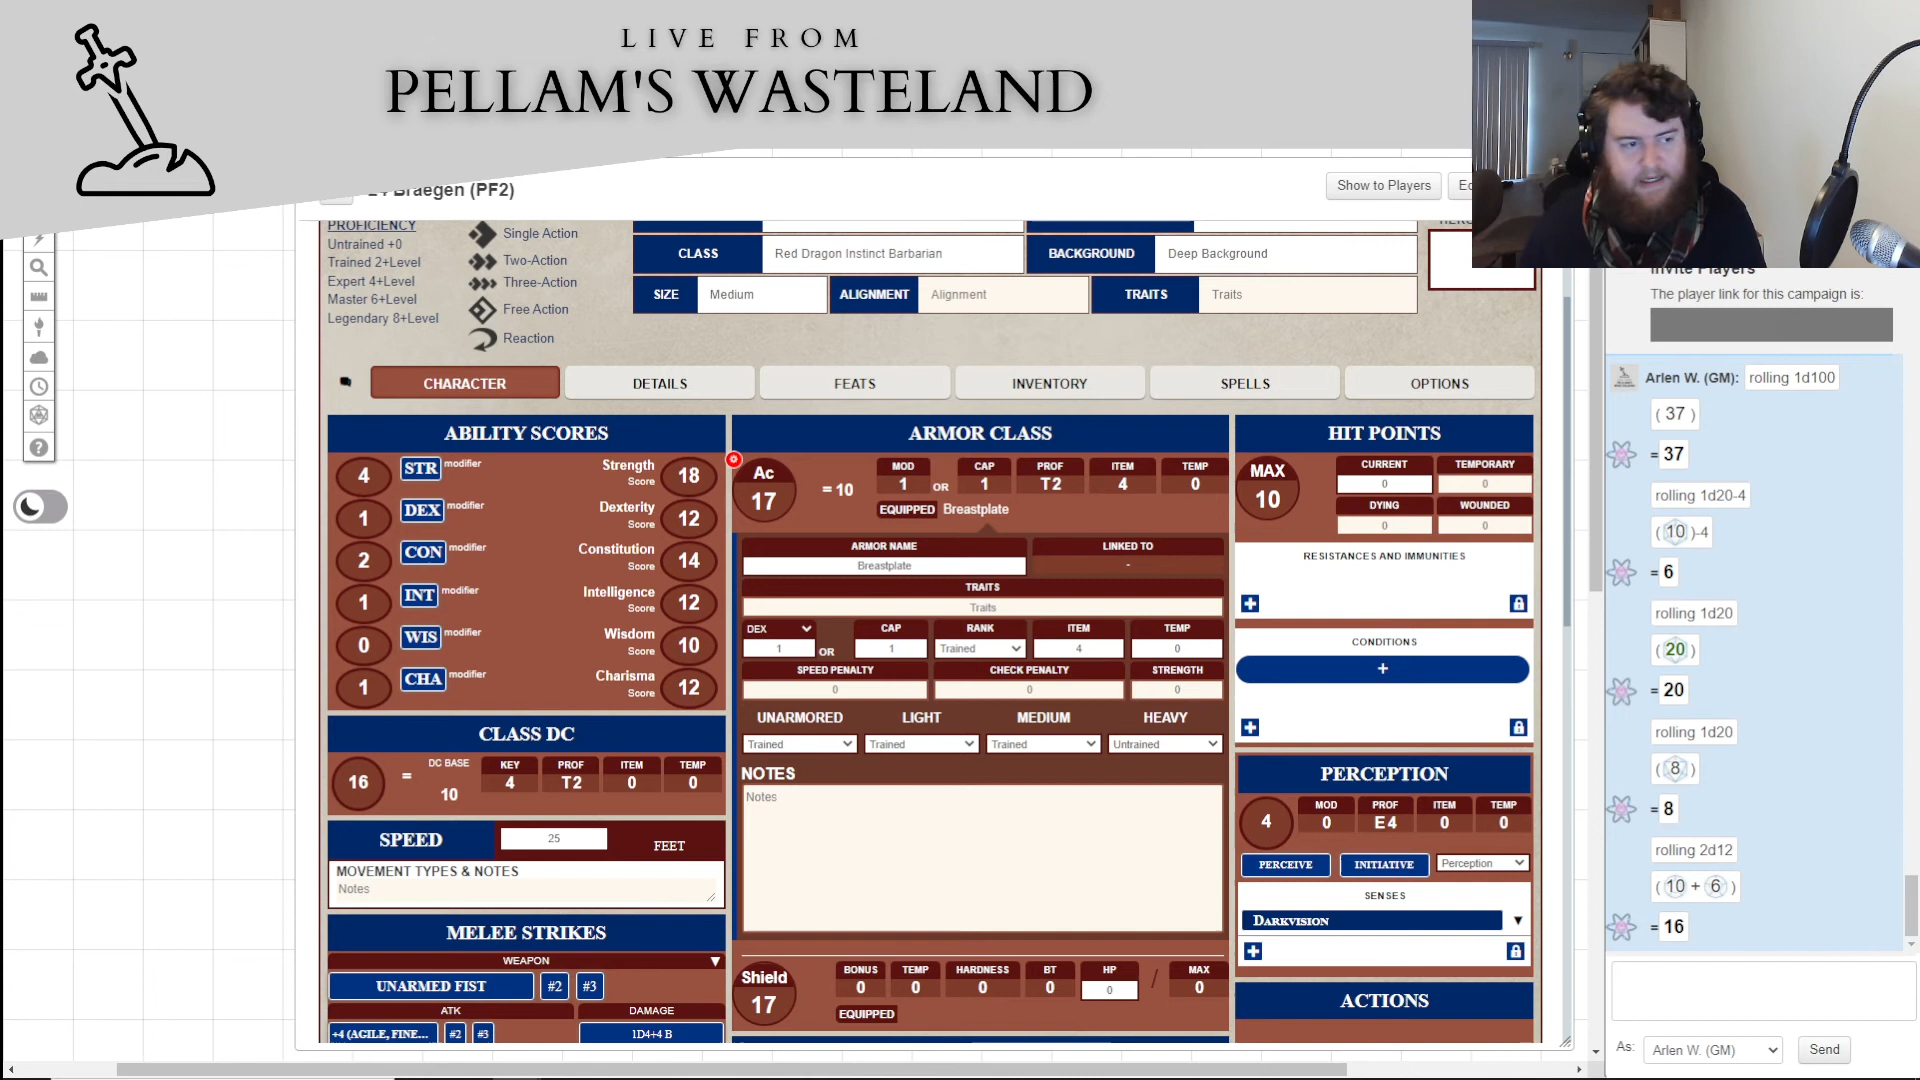 LIVE FROM
PELLAM'S WASTELAND
Braegen (PF2)
Show to Players
PROFICIENCY
Untrained +0
Trained 2+Level
Expert 4+Level
Master 6+Level
Legendary 8+Level
Single Action
Two-Action
Three-Action
Free Action
Reaction
CLASS Red Dragon Instinct Barbarian BACKGROUND Deep Background
SIZE Medium ALIGNMENT Alignment TRAITS Traits
CHARACTER DETAILS FEATS INVENTORY SPELLS OPTIONS
ABILITY SCORES
4 STR modifier Strength Score 18
1 DEX modifier Dexterity Score 12
2 CON modifier Constitution Score 14
1 INT modifier Intelligence Score 12
0 WIS modifier Wisdom Score 10
1 CHA modifier Charisma Score 12
CLASS DC
DC BASE KEY PROF ITEM TEMP
16 = 10 4 T2 0 0
SPEED 25 FEET
MOVEMENT TYPES & NOTES
Notes
MELEE STRIKES
WEAPON
UNARMED FIST #2 #3
ATK DAMAGE
+4 (AGILE, FINE... #2 #3 1D4+4 B
ARMOR CLASS
Ac MOD CAP PROF ITEM TEMP
17 = 10 1 OR 1 T2 4 0
EQUIPPED Breastplate
ARMOR NAME LINKED TO
Breastplate -
TRAITS
Traits
DEX CAP RANK ITEM TEMP
1 OR 1 Trained 4 0
SPEED PENALTY CHECK PENALTY STRENGTH
0 0 0
UNARMORED LIGHT MEDIUM HEAVY
Trained Trained Trained Untrained
NOTES
Notes
Shield BONUS TEMP HARDNESS BT HP MAX
17 0 0 0 0 0 / 0
EQUIPPED
HIT POINTS
MAX CURRENT TEMPORARY
10 0 0
DYING WOUNDED
0 0
RESISTANCES AND IMMUNITIES
CONDITIONS
+
PERCEPTION
MOD PROF ITEM TEMP
4 0 E4 0 0
PERCEIVE INITIATIVE Perception
SENSES
DARKVISION
ACTIONS
Invite Players
The player link for this campaign is:
Arlen W. (GM): rolling 1d100
(37)
=37
rolling 1d20-4
(10)-4
=6
rolling 1d20
(20)
=20
rolling 1d20
(8)
=8
rolling 2d12
(10+6)
=16
As: Arlen W. (GM) Send